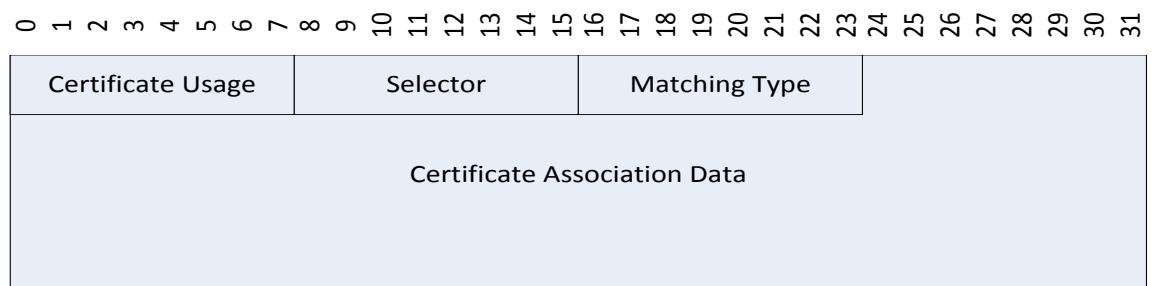 0 1 2 3 4 5 6 7 8 9 10 11 12 13 14 15 16 17 18 19 20 21 22 23 24 25 26 27 28 29 30 31
Certificate Usage Selector Matching Type
Certificate Association Data